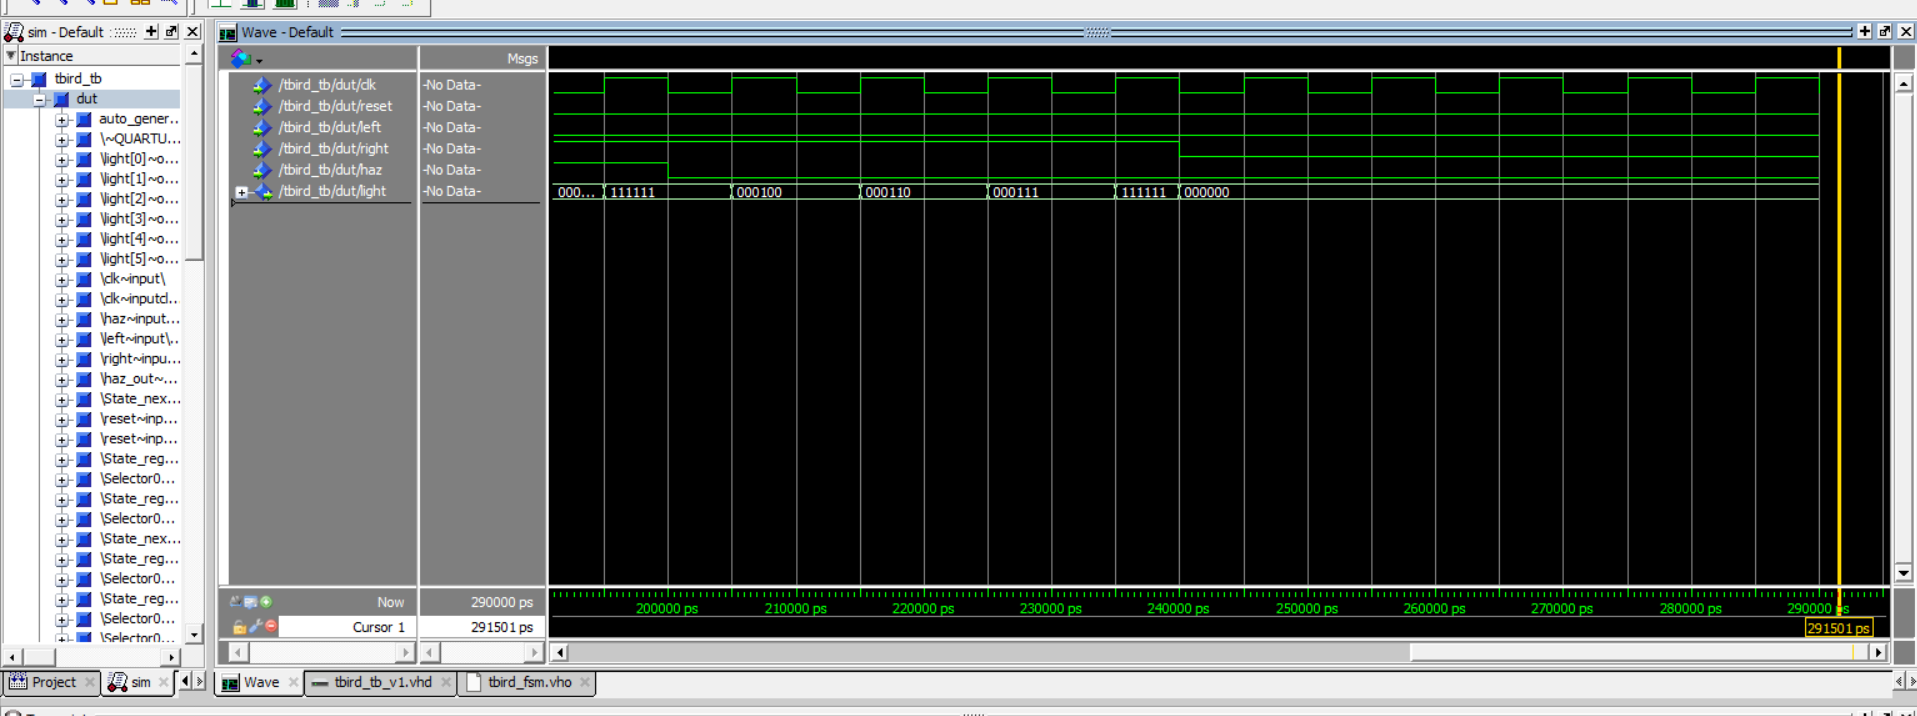 sim - Default
Wave - Default
Instance
Msgs
tbird_tb
dut
auto_gener...
\~QUARTU...
\light[0]~o...
\light[1]~o...
\light[2]~o...
\light[3]~o...
\light[4]~o...
\light[5]~o...
\clk~input\
\clk~inputcl...
\haz~input...
\left~input\...
\right~inpu...
\haz_out~...
\State_nex...
\reset~inp...
\reset~inp...
\State_reg...
\Selector0...
\State_reg...
\Selector0...
\State_nex...
\State_reg...
\Selector0...
\State_reg...
\Selector0...
\Selector0...
/tbird_tb/dut/clk -No Data-
/tbird_tb/dut/reset -No Data-
/tbird_tb/dut/left -No Data-
/tbird_tb/dut/right -No Data-
/tbird_tb/dut/haz -No Data-
/tbird_tb/dut/light -No Data- 000... 111111 000100 000110 000111 111111 000000
Now 290000 ps
200000 ps 210000 ps 220000 ps 230000 ps 240000 ps 250000 ps 260000 ps 270000 ps 280000 ps 290000 ps
Cursor 1 291501 ps
291501 ps
Project sim
Wave tbird_tb_v1.vhd tbird_fsm.vho